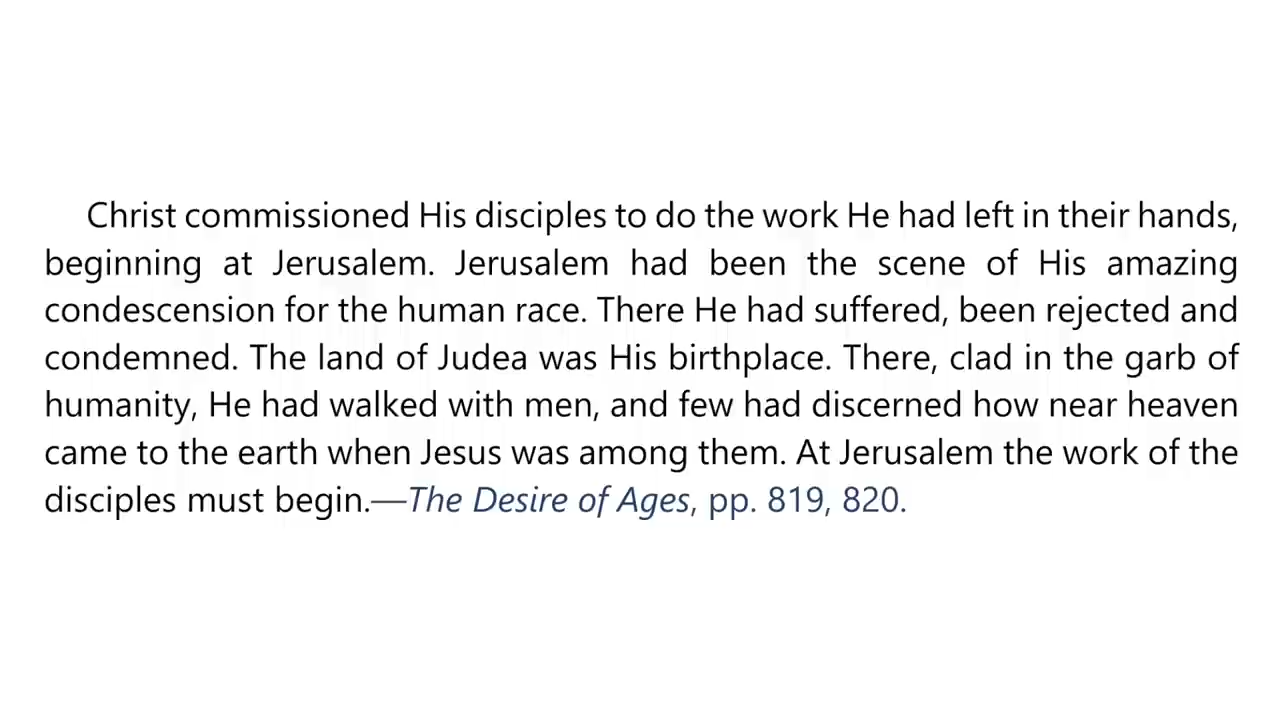 Christ commissioned His disciples to do the work He had left in their hands,
beginning at Jerusalem. Jerusalem had been the scene of His amazing
condescension for the human race. There He had suffered, been rejected and
condemned. The land of Judea was His birthplace. There, clad in the garb of
humanity, He had walked with men, and few had discerned how near heaven
came to the earth when Jesus was among them. At Jerusalem the work of the
disciples must begin.—The Desire of Ages, pp. 819, 820.